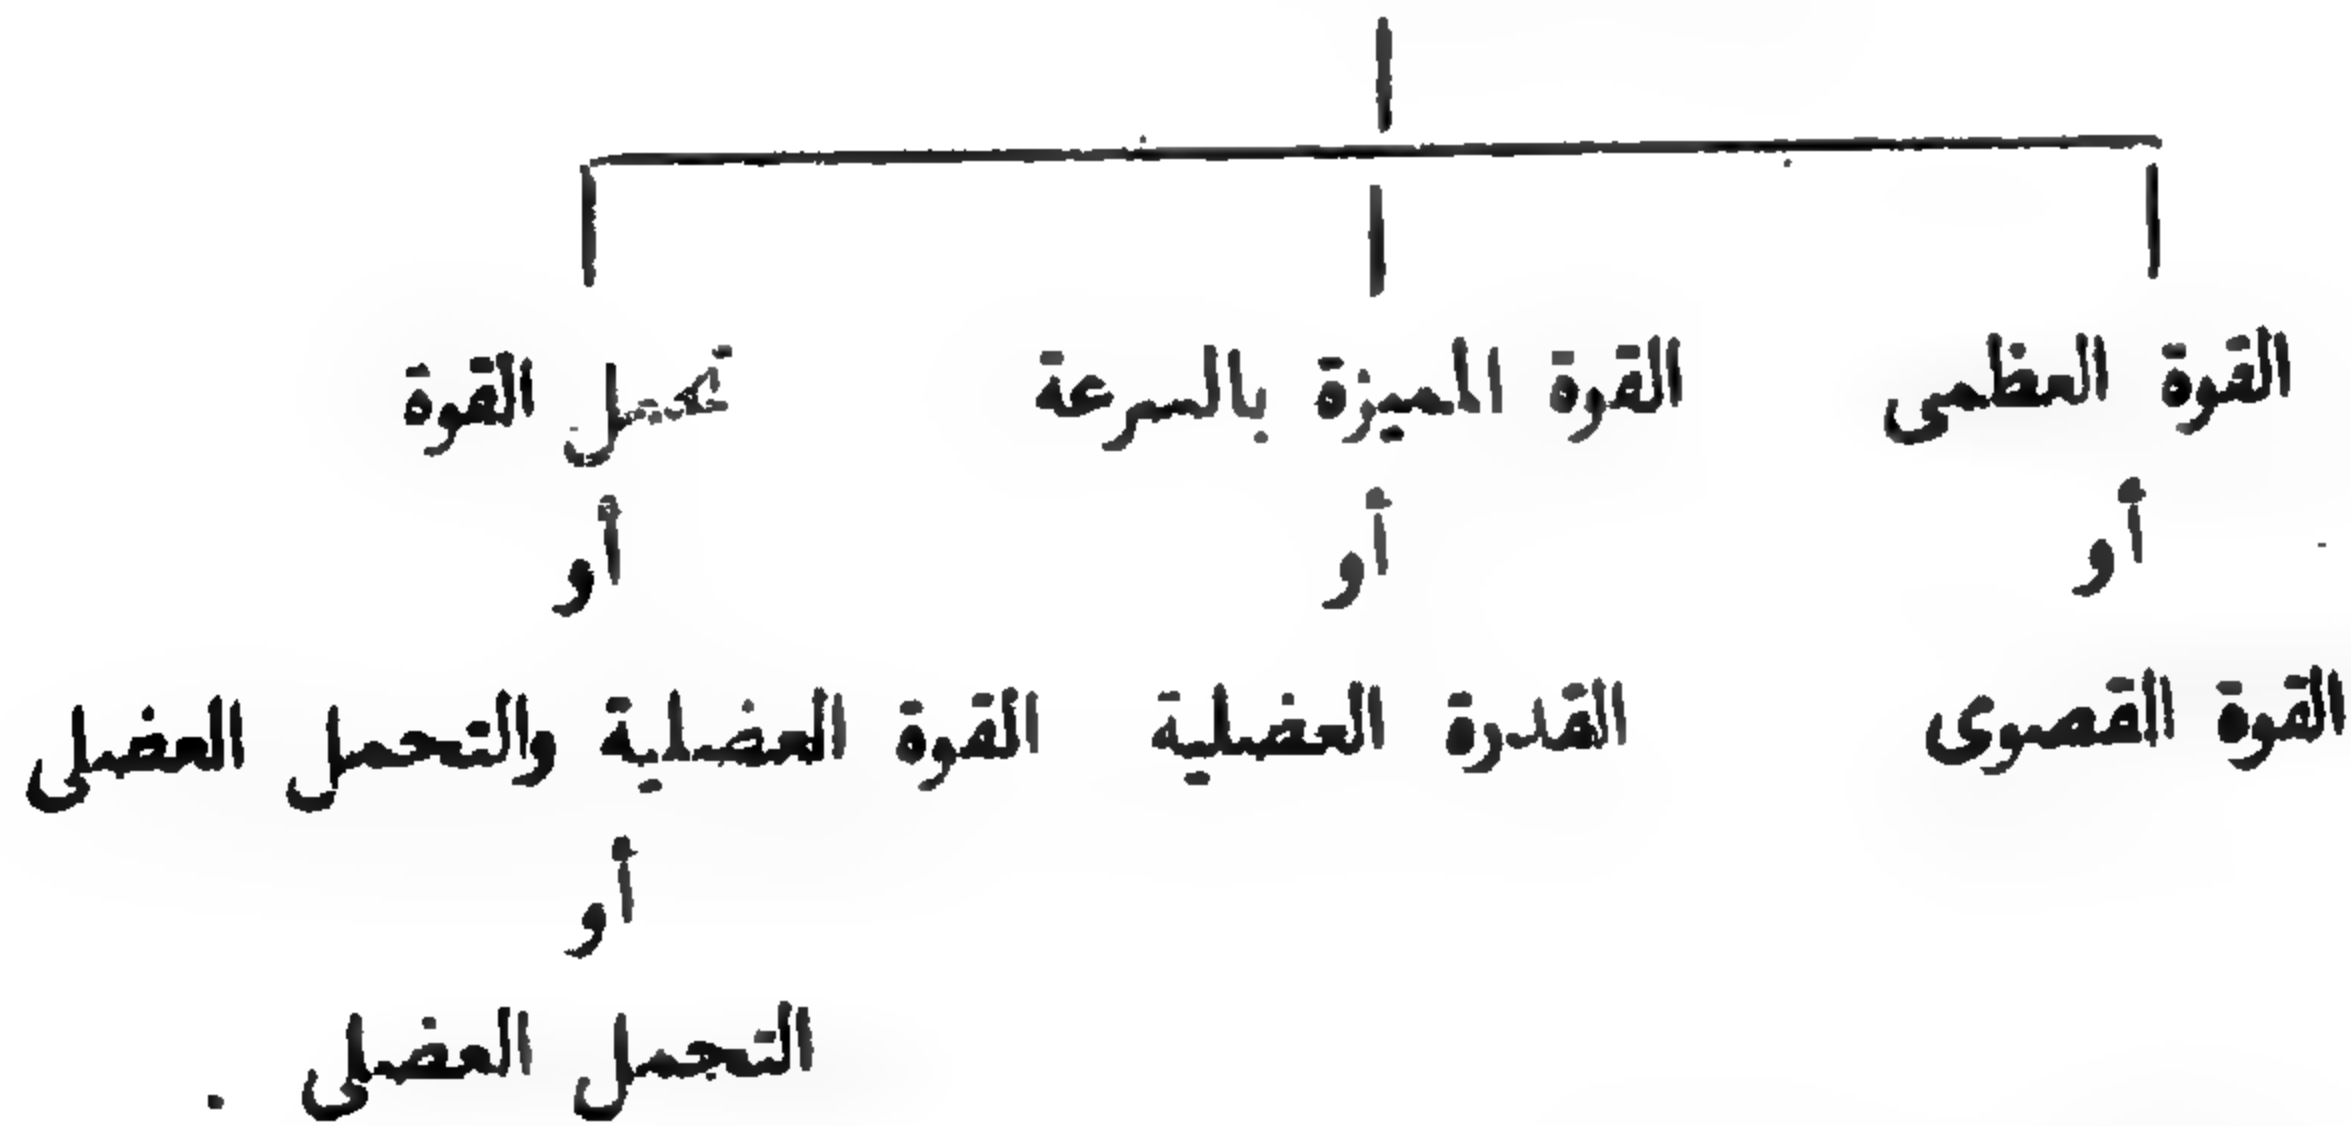 القوة العظمى
أو
القوة القصوى
القوة المميزة بالسرعة
أو
القدرة العضلية
تحمل القوة
أو
القوة العضلية والتحمل العضلى
أو
التجمل العضلى .